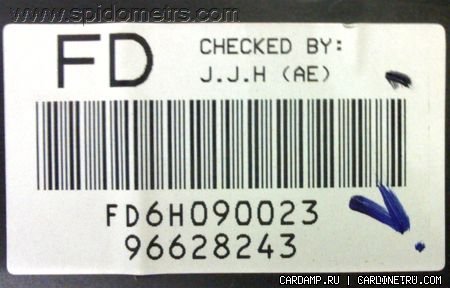 www.spidometrs.com
FD
CHECKED BY:
J.J.H (AE)
FD6H090023
96628243
CARDAMP.RU | CARDINETRU.COM